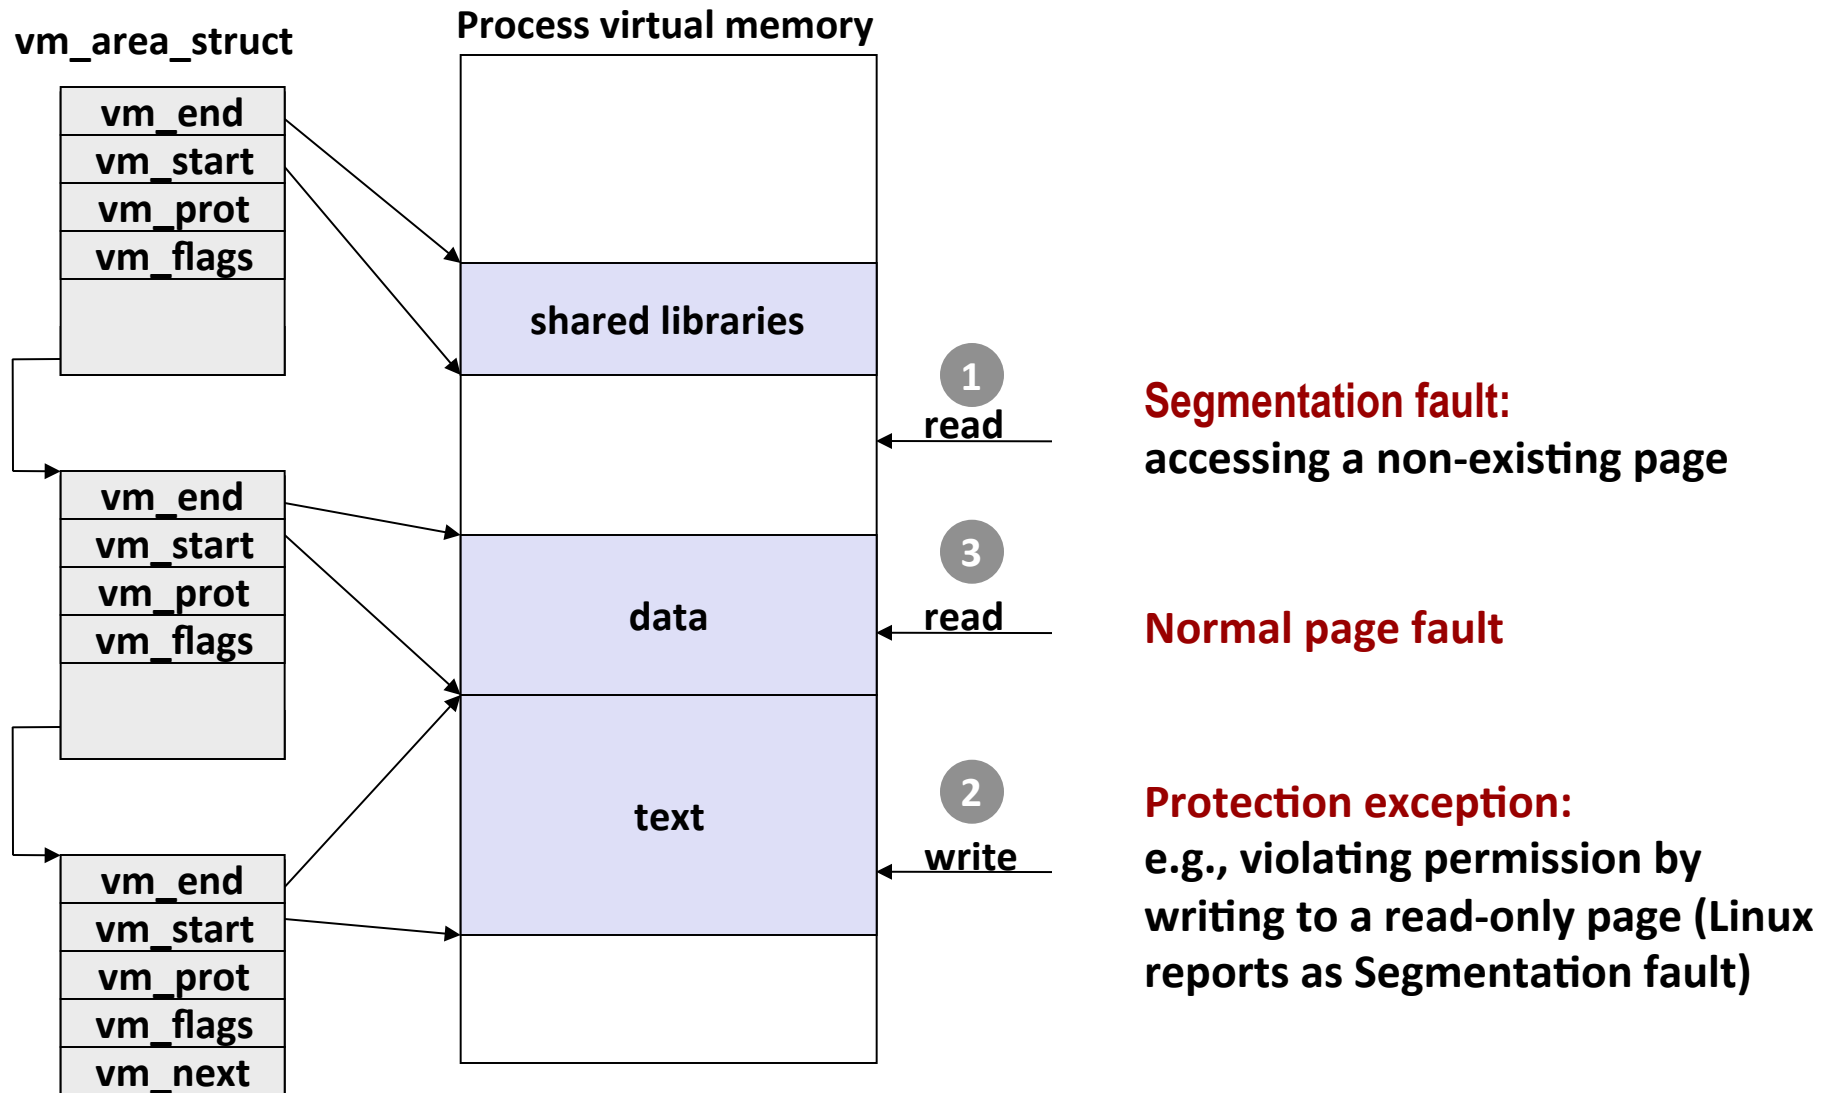 Process virtual memory
vm_area_struct
vm_end
vm_start
vm_prot
vm_flags
shared libraries
1
read
Segmentation fault:
accessing a non-existing page
vm_end
vm_start
vm_prot
vm_flags
data
3
read
Normal page fault
text
2
write
Protection exception:
e.g., violating permission by
writing to a read-only page (Linux
reports as Segmentation fault)
vm_end
vm_start
vm_prot
vm_flags
vm_next